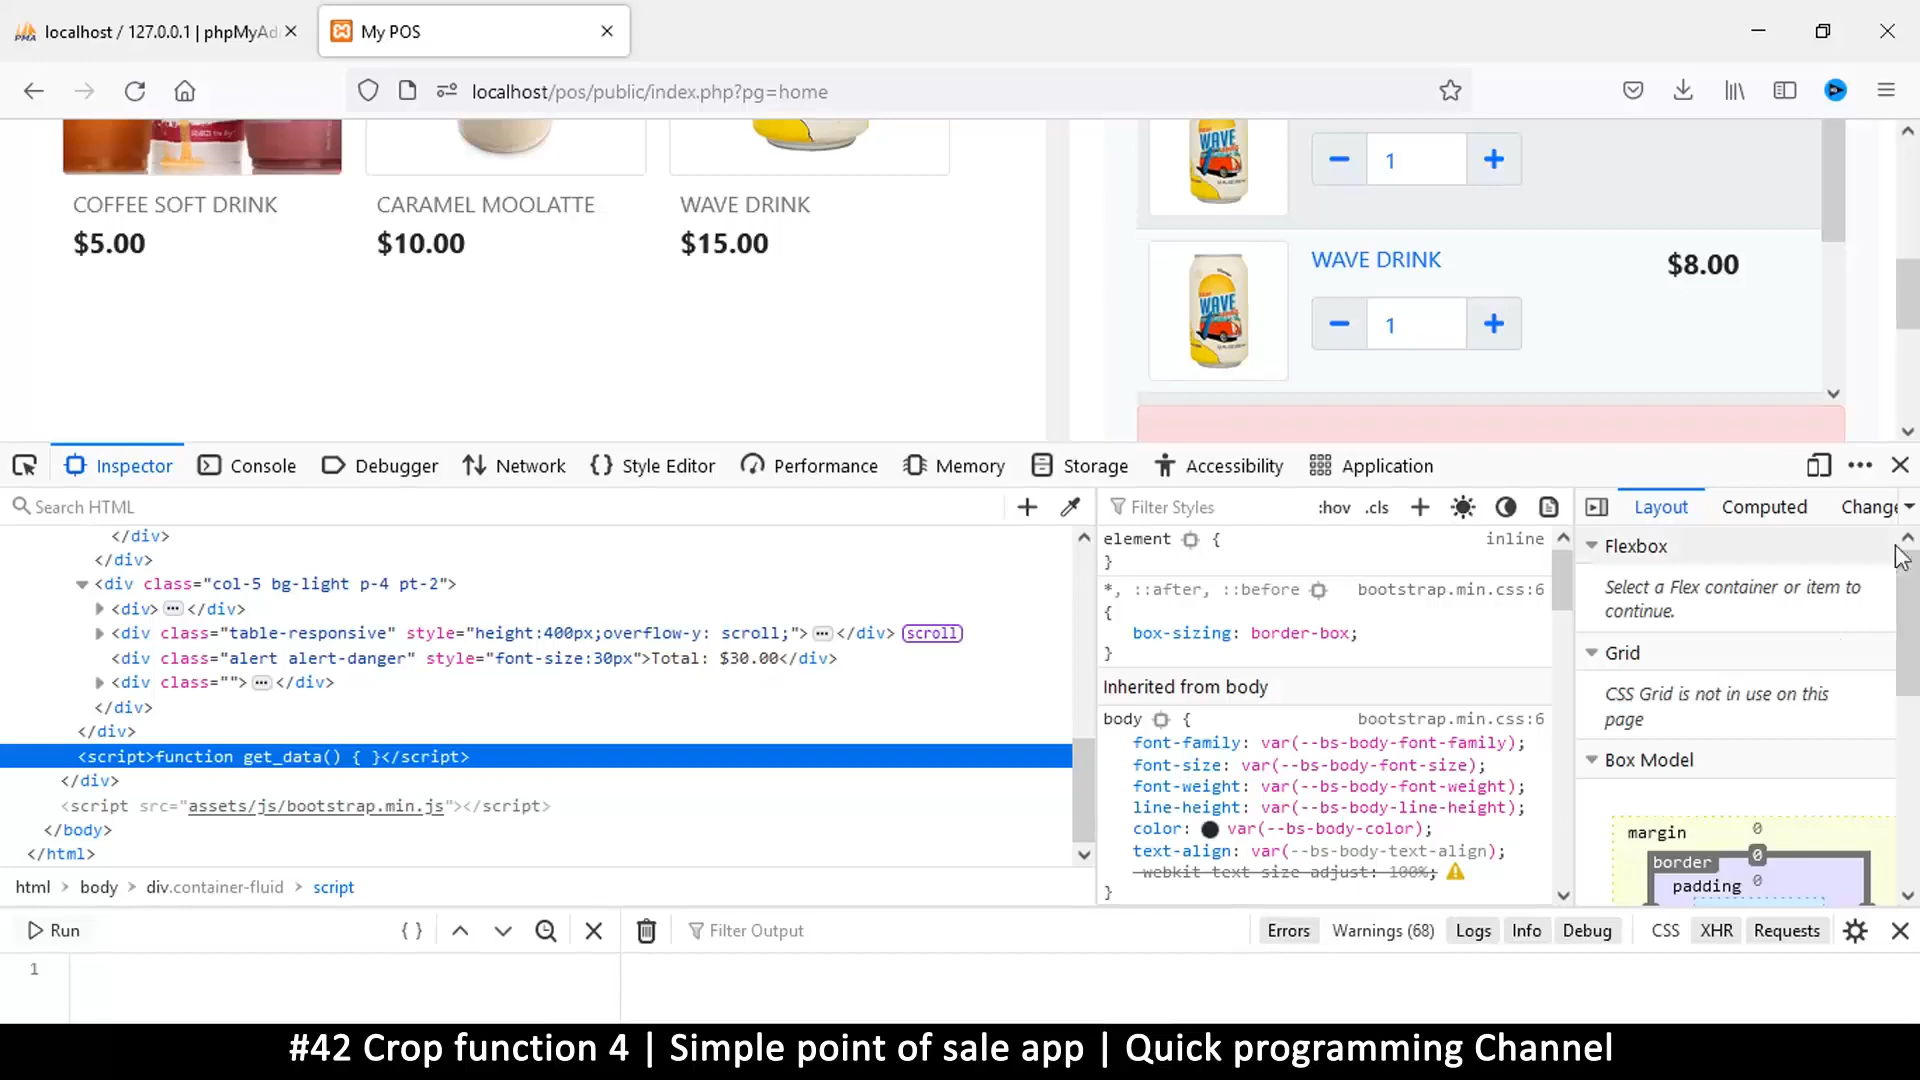 localhost / 127.0.0.1 | phpMyAd
My POS
localhost/pos/public/index.php?pg=home
COFFEE SOFT DRINK
$5.00
CARAMEL MOOLATTE
$10.00
WAVE DRINK
$15.00
WAVE
1
WAVE
WAVE DRINK
$8.00
1
Inspector
Console
Debugger
Network
Style Editor
Performance
Memory
Storage
Accessibility
Application
Search HTML
Filter Styles
:hov .cls
Layout
Computed
Change
</div>
</div>
<div class="col-5 bg-light p-4 pt-2">
<div> ••• </div>
<div class="table-responsive" style="height:400px;overflow-y: scroll;"> ••• </div> scroll
<div class="alert alert-danger" style="font-size:30px">Total: $30.00</div>
<div class=""> ••• </div>
</div>
</div>
<script>function get_data() { }</script>
</div>
<script src="assets/js/bootstrap.min.js"></script>
</body>
</html>
html > body > div.container-fluid > script
element { inline
}
*, ::after, ::before bootstrap.min.css:6
{
box-sizing: border-box;
}
Inherited from body
body { bootstrap.min.css:6
font-family: var(--bs-body-font-family);
font-size: var(--bs-body-font-size);
font-weight: var(--bs-body-font-weight);
line-height: var(--bs-body-line-height);
color: var(--bs-body-color);
text-align: var(--bs-body-text-align);
-webkit-text-size-adjust: 100%;
}
Flexbox
Select a Flex container or item to
continue.
Grid
CSS Grid is not in use on this
page
Box Model
margin 0
border 0
padding 0
Run
Filter Output
Errors
Warnings (68)
Logs
Info
Debug
CSS
XHR
Requests
1
#42 Crop function 4 | Simple point of sale app | Quick programming Channel